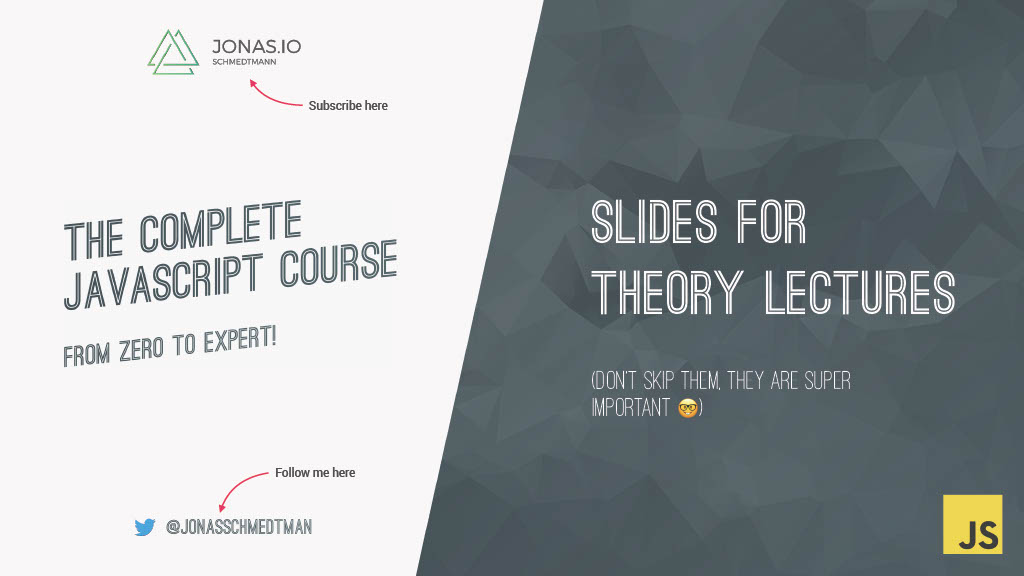 JONAS.IO
SCHMEDTMANN
Subscribe here
THE COMPLETE
JAVASCRIPT COURSE
FROM ZERO TO EXPERT!
Follow me here
@JONASSCHMEDTMAN
SLIDES FOR
THEORY LECTURES
(DON'T SKIP THEM, THEY ARE SUPER
IMPORTANT 🤓)
JS